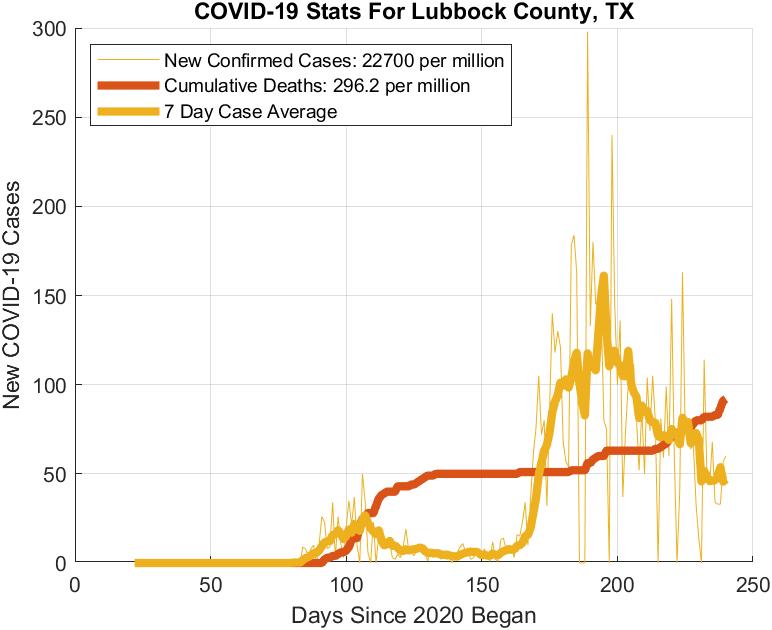 COVID-19 Stats For Lubbock County, TX
300
250
200
150
100
50
0
New COVID-19 Cases
New Confirmed Cases: 22700 per million
Cumulative Deaths: 296.2 per million
7 Day Case Average
0 50 100 150 200 250
Days Since 2020 Began